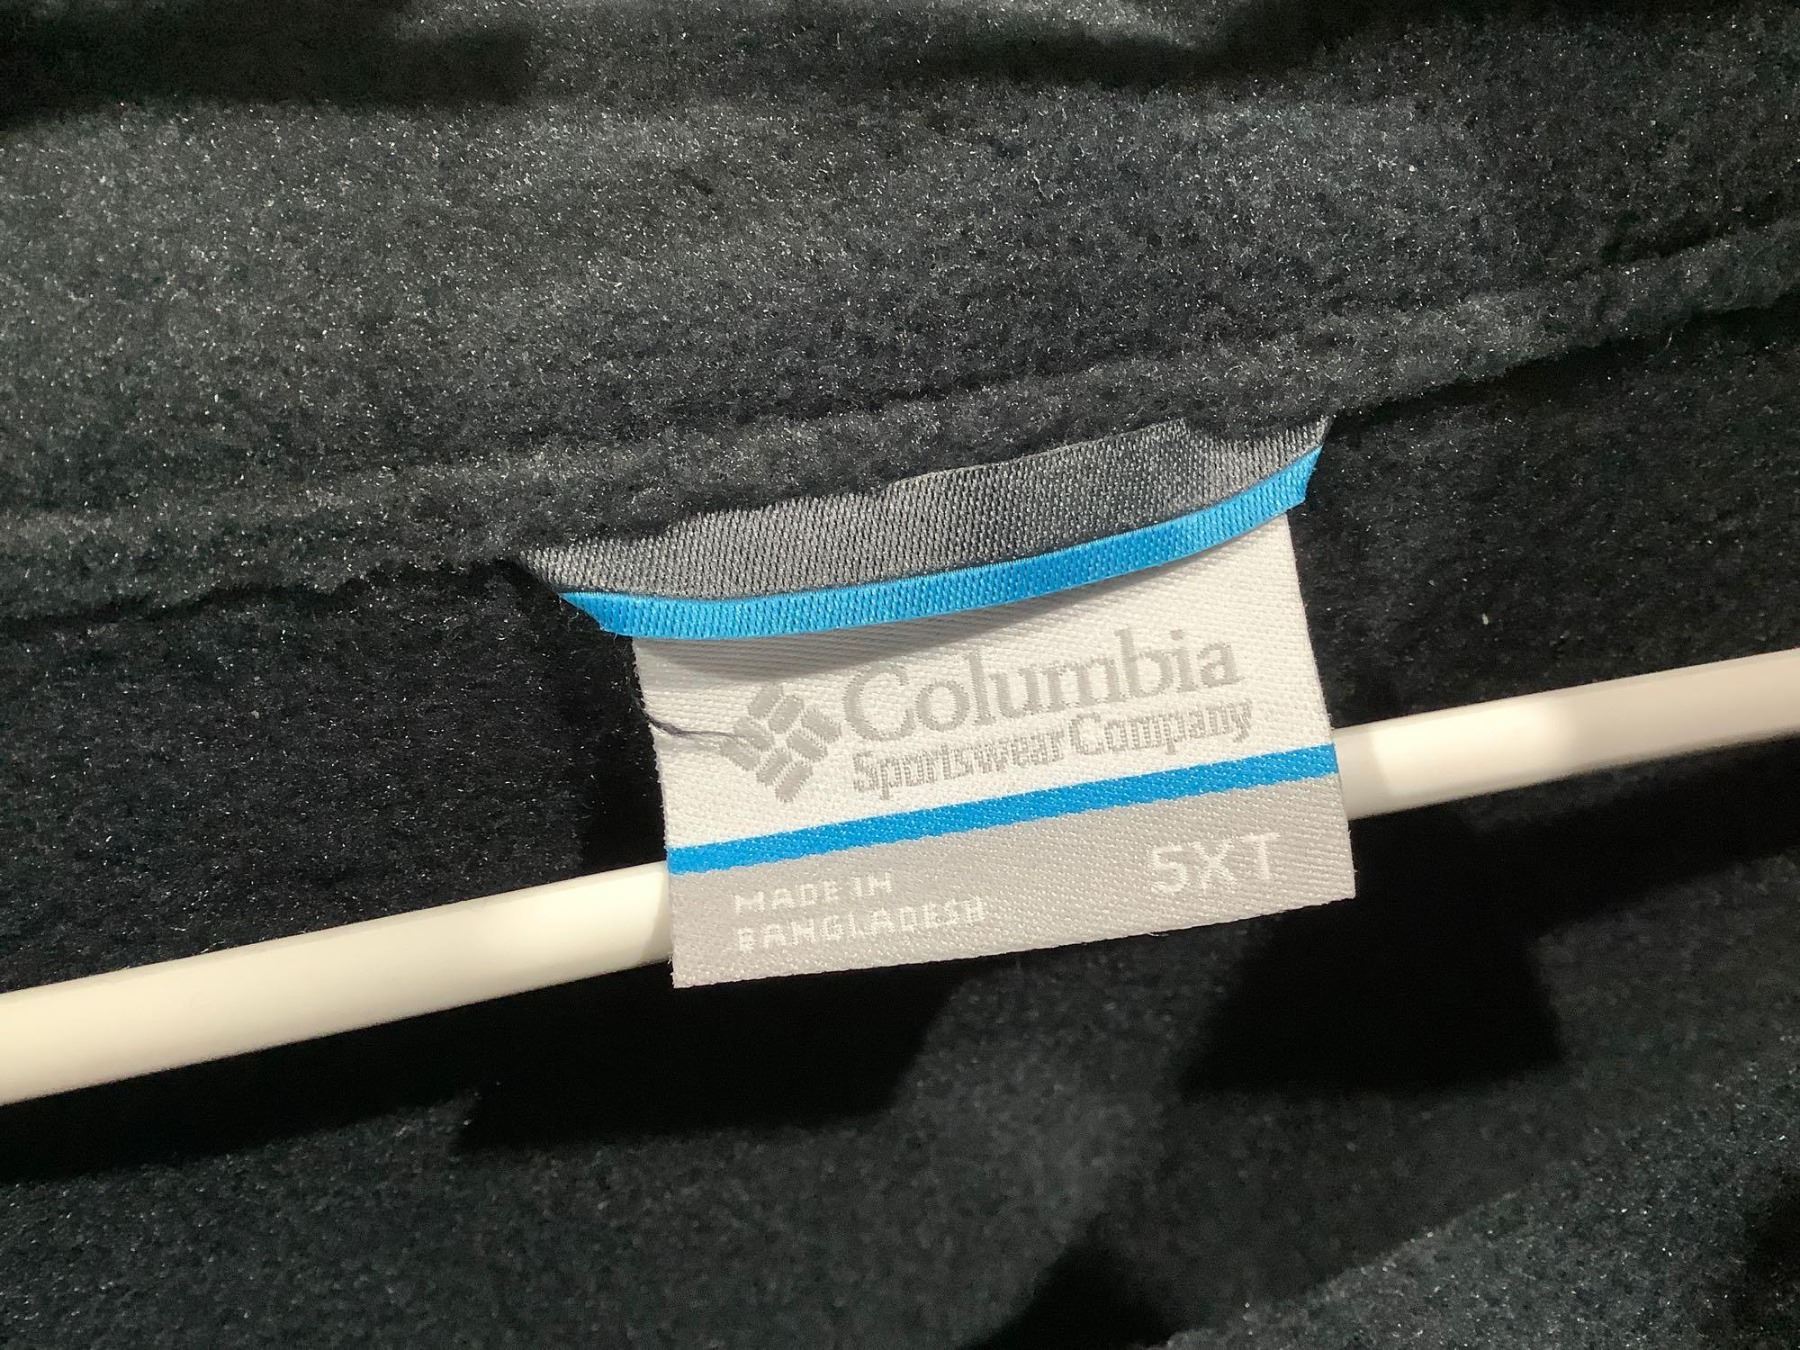 Columbia
Sportswear Company
MADE IN
BANGLADESH
5XT